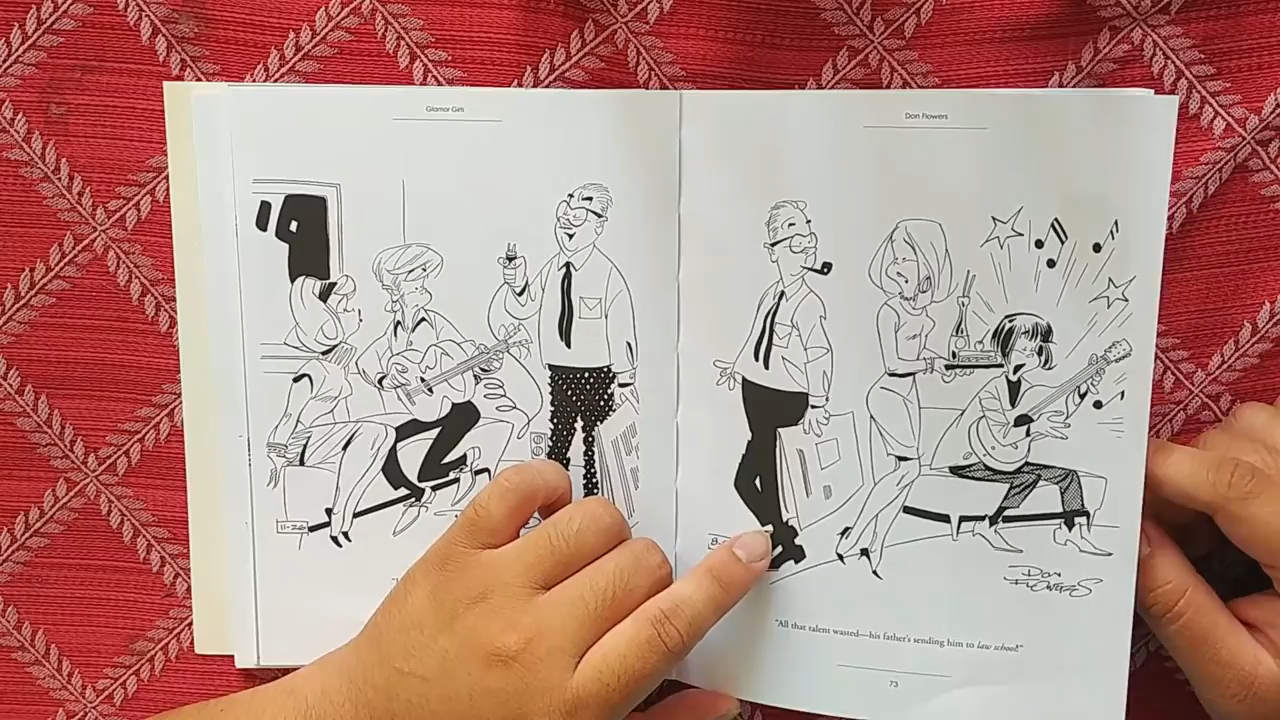 Glamor Girls
11-26
Don Flowers
DON
FLOWERS
"All that talent wasted—his father's sending him to law school!"
73